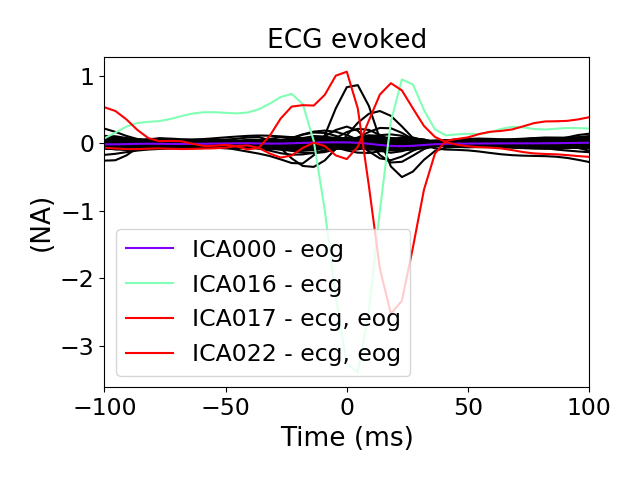 ECG evoked
(NA)
1
0
−1
−2
−3
ICA000 - eog
ICA016 - ecg
ICA017 - ecg, eog
ICA022 - ecg, eog
−100 −50 0 50 100
Time (ms)